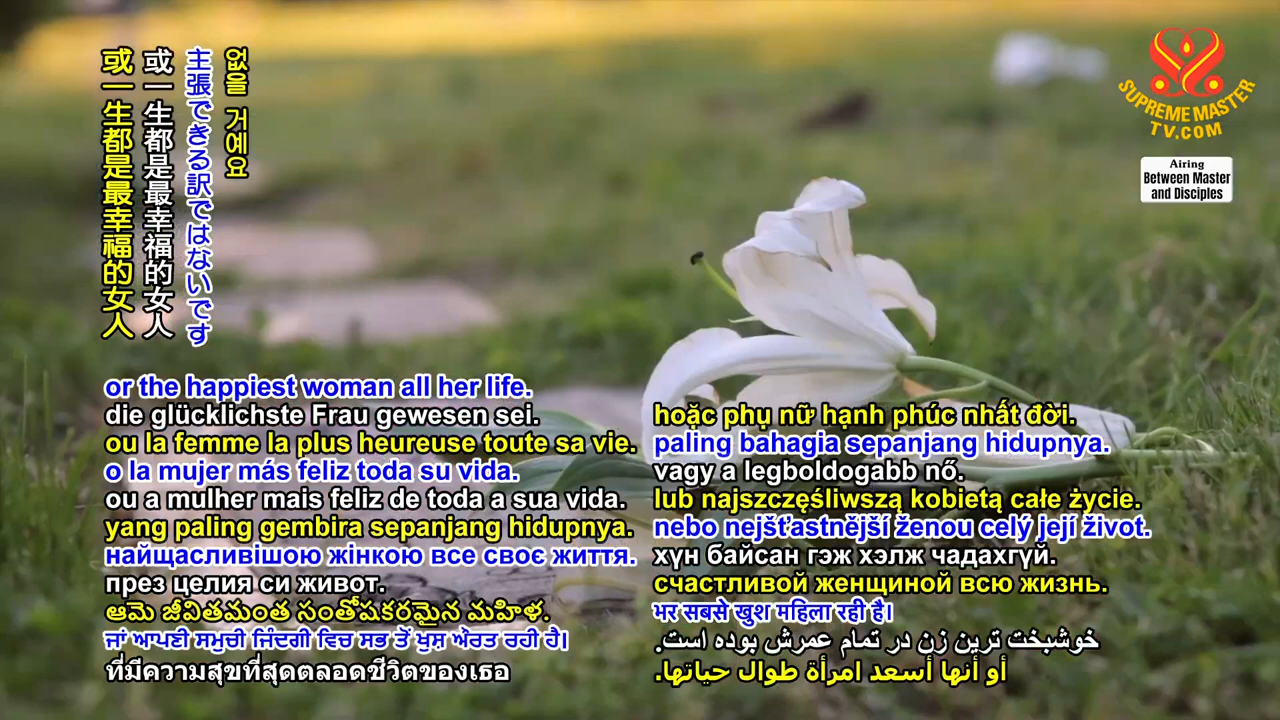 或一生都是最幸福的女人
或一生都是最幸福的女人
主張できる訳ではないです
없을 거예요
SUPREME MASTER
TV.COM
Airing
Between Master
and Disciples
or the happiest woman all her life.
die glücklichste Frau gewesen sei.
ou la femme la plus heureuse toute sa vie.
o la mujer más feliz toda su vida.
ou a mulher mais feliz de toda a sua vida.
yang paling gembira sepanjang hidupnya.
найщасливішою жінкою все своє життя.
през целия си живот.
ఆమె జీవితమంత సంతోషకరమైన మహిళ.
ਜਾਂ ਆਪਣੀ ਸਮੁਚੀ ਜ਼ਿੰਦਗੀ ਵਿਚ ਸਭ ਤੋਂ ਖੁਸ਼ ਔਰਤ ਰਹੀ ਹੈ।
ที่มีความสุขที่สุดตลอดชีวิตของเธอ
hoặc phụ nữ hạnh phúc nhất đời.
paling bahagia sepanjang hidupnya.
vagy a legboldogabb nő.
lub najszczęśliwszą kobietą całe życie.
nebo nejšťastnější ženou celý její život.
хүн байсан гэж хэлж чадахгүй.
счастливой женщиной всю жизнь.
भर सबसे खुश महिला रही है।
خوشبخت ترین زن در تمام عمرش بوده است.
أو أنها أسعد امرأة طوال حياتها.